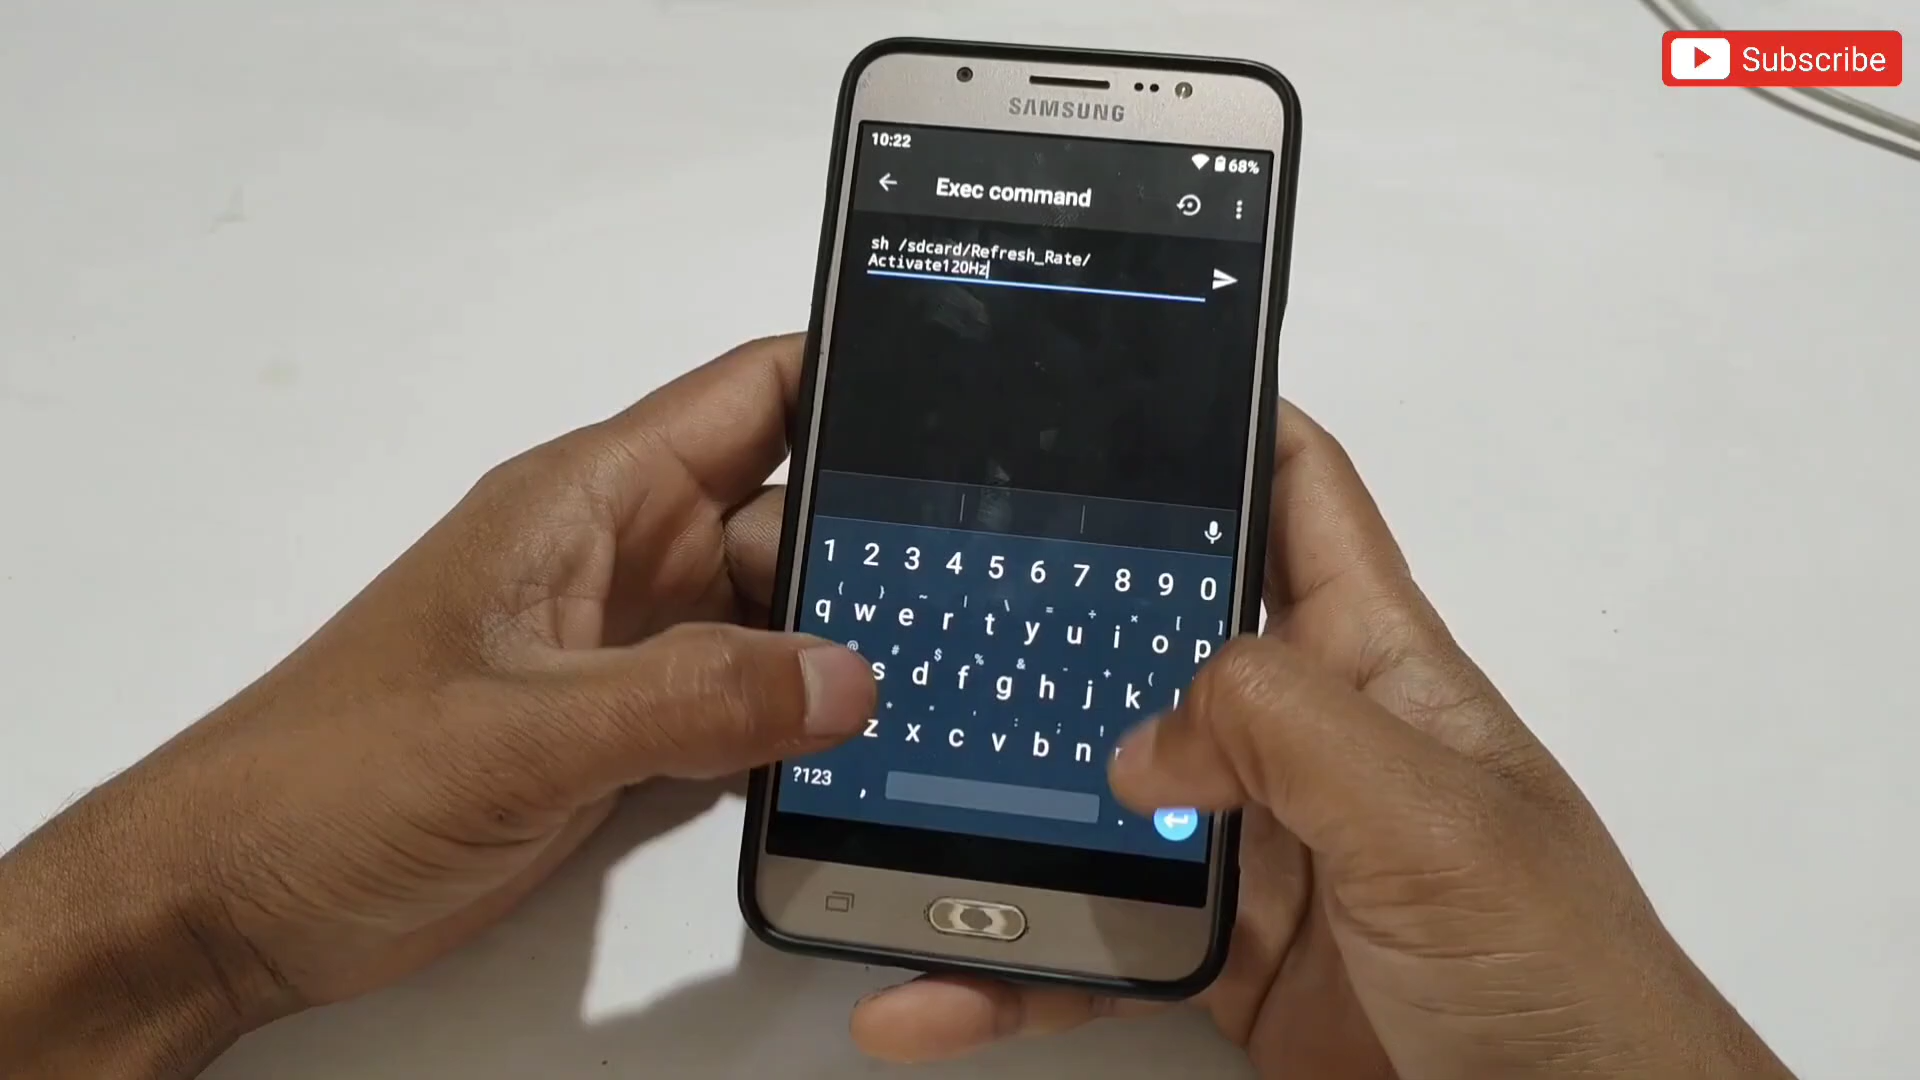 Subscribe
SAMSUNG
10:22
68%
Exec command
sh /sdcard/Refresh_Rate/
Activate120Hz
1 2 3 4 5 6 7 8 9 0
q w e r t y u i o p
s d f g h j k l
z x c v b n
?123 , .